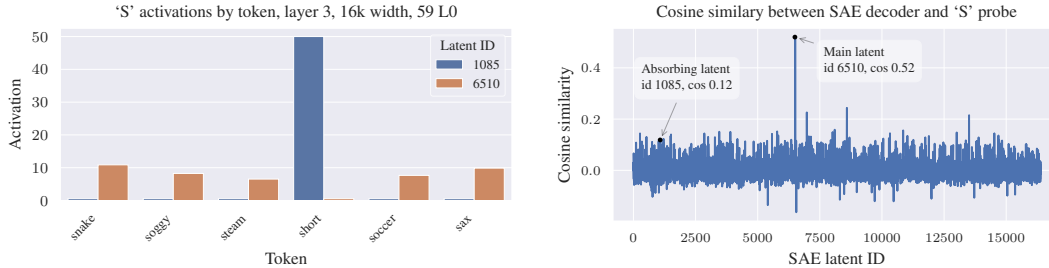 ‘S’ activations by token, layer 3, 16k width, 59 L0
50
40
30
20
10
0
Activation
Latent ID
1085
6510
snake
soggy
steam
short
soccer
sax
Token
Cosine similary between SAE decoder and ‘S’ probe
0.4
0.2
0.0
Cosine similarity
Absorbing latent
id 1085, cos 0.12
Main latent
id 6510, cos 0.52
0
2500
5000
7500
10000
12500
15000
SAE latent ID